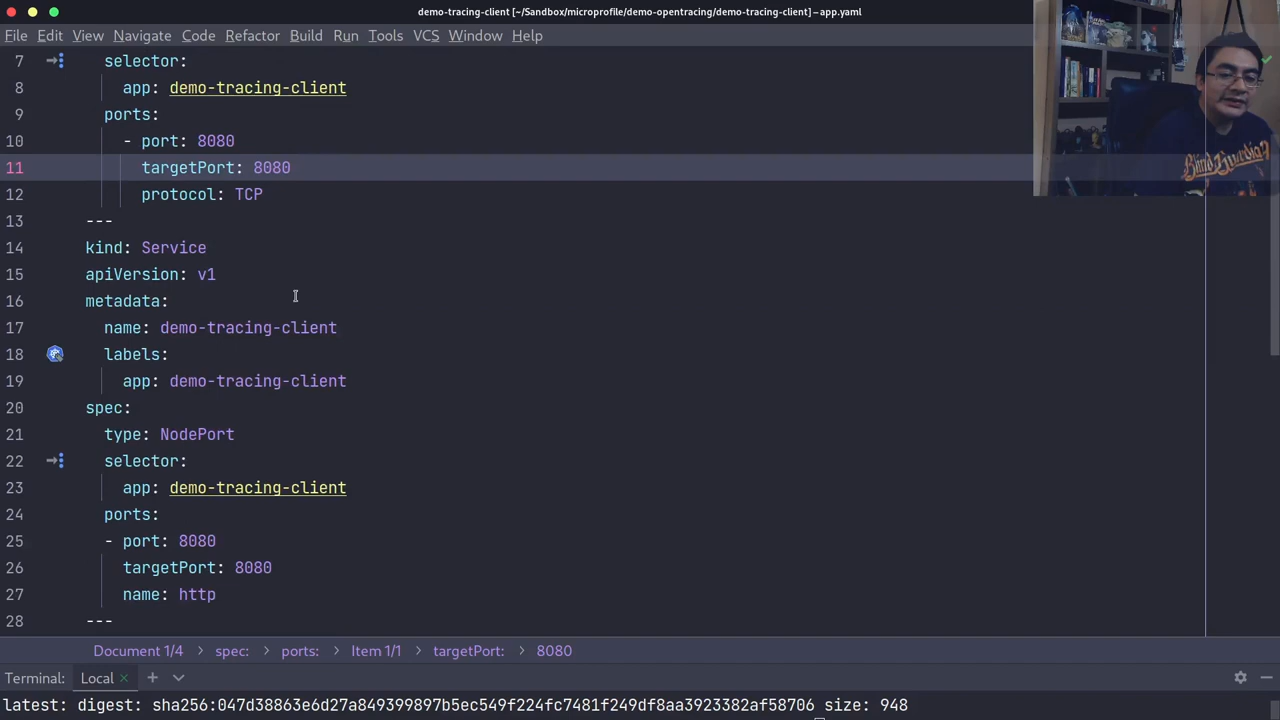 demo-tracing-client [~/Sandbox/microprofile/demo-opentracing/demo-tracing-client] – app.yaml
File Edit View Navigate Code Refactor Build Run Tools VCS Window Help
7 selector:
8 app: demo-tracing-client
9 ports:
10 - port: 8080
11 targetPort: 8080
12 protocol: TCP
13 ---
14 kind: Service
15 apiVersion: v1
16 metadata:
17 name: demo-tracing-client
18 labels:
19 app: demo-tracing-client
20 spec:
21 type: NodePort
22 selector:
23 app: demo-tracing-client
24 ports:
25 - port: 8080
26 targetPort: 8080
27 name: http
28 ---
Document 1/4 > spec: > ports: > Item 1/1 > targetPort: > 8080
Terminal: Local × + 
latest: digest: sha256:047d38863e6d27a849399897b5ec549f224fc7481f249df8aa3923382af58706 size: 948
Blind Guardian